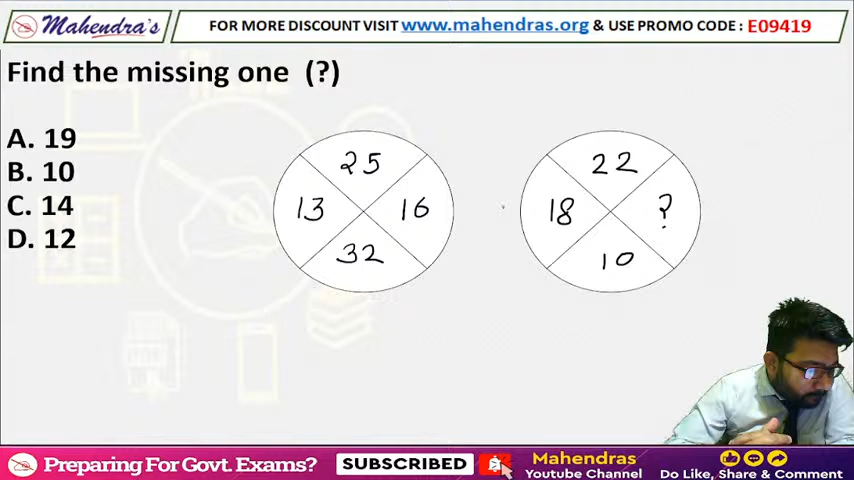 Mahendra's
FOR MORE DISCOUNT VISIT www.mahendras.org & USE PROMO CODE : E09419
Find the missing one (?)
A. 19
B. 10
C. 14
D. 12
25
13
16
32
22
18
?
10
Preparing For Govt. Exams?
SUBSCRIBED
Mahendras
Youtube Channel
Do Like, Share & Comment